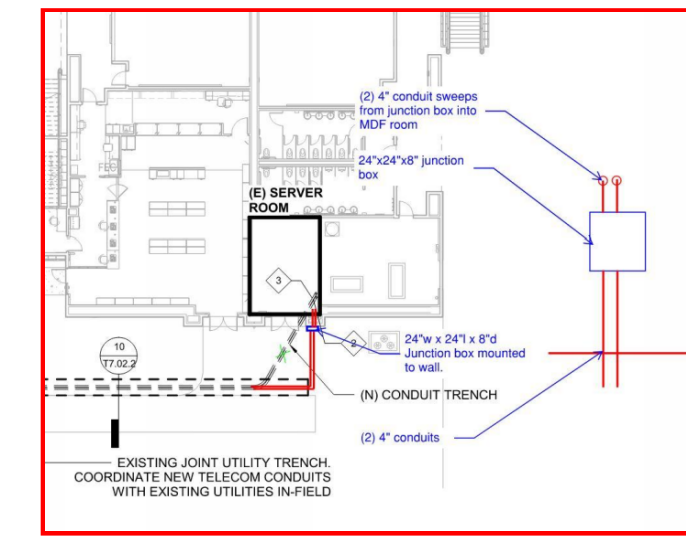 (2) 4" conduit sweeps
from junction box into
MDF room
24"x24"x8" junction
box
FEC
(E) SERVER
ROOM
3
2
10
T7.02.2
24"w x 24"l x 8"d
Junction box mounted
to wall.
(N) CONDUIT TRENCH
(2) 4" conduits
EXISTING JOINT UTILITY TRENCH.
COORDINATE NEW TELECOM CONDUITS
WITH EXISTING UTILITIES IN-FIELD